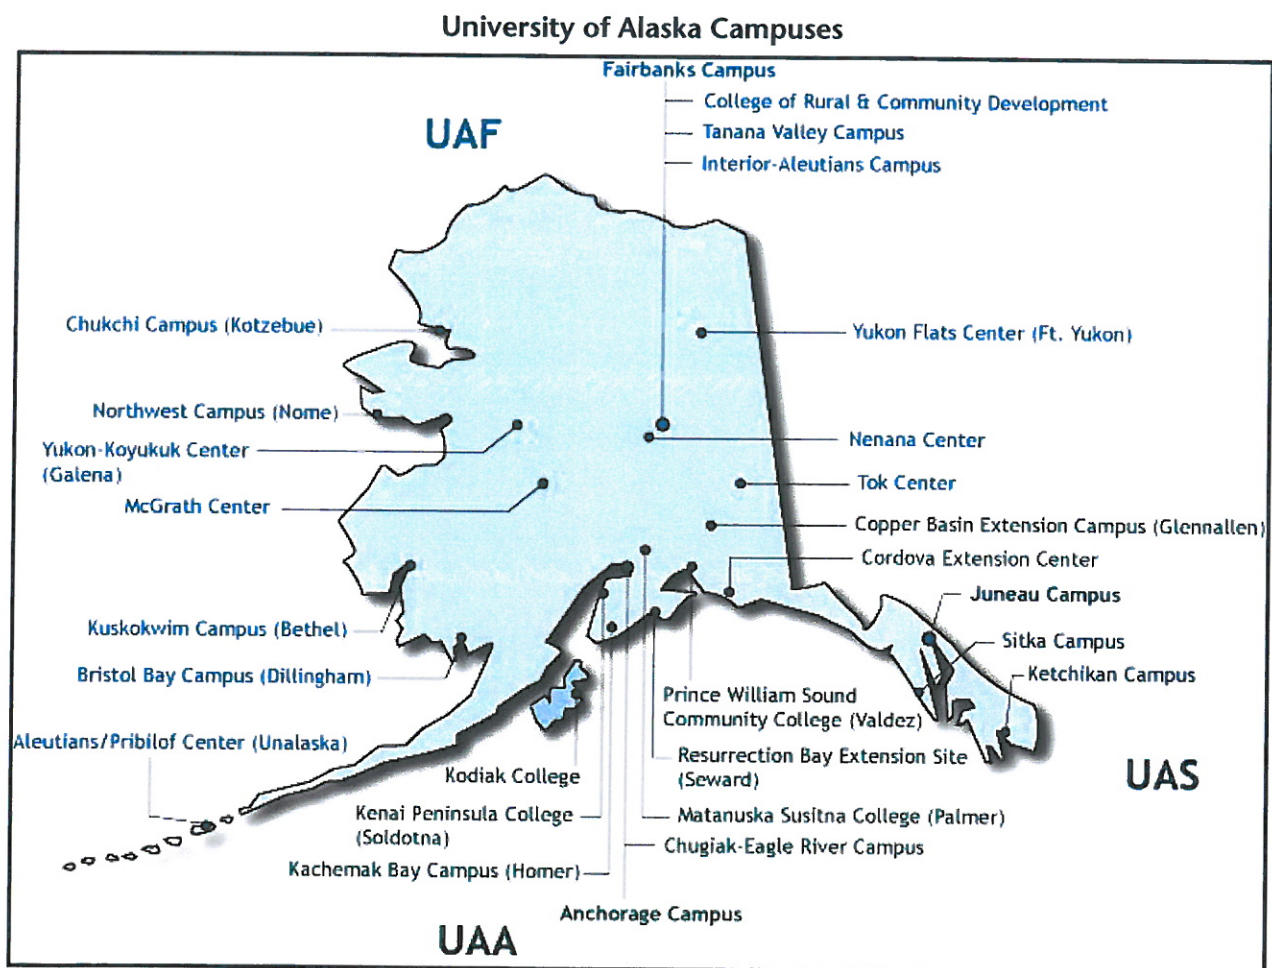 University of Alaska Campuses
Fairbanks Campus
College of Rural & Community Development
UAF
Tanana Valley Campus
Interior-Aleutians Campus
Chukchi Campus (Kotzebue)
Yukon Flats Center (Ft. Yukon)
Northwest Campus (Nome)
Nenana Center
Yukon-Koyukuk Center
(Galena)
Tok Center
McGrath Center
Copper Basin Extension Campus (Glennallen)
Cordova Extension Center
Juneau Campus
Kuskokwim Campus (Bethel)
Sitka Campus
Bristol Bay Campus (Dillingham)
Ketchikan Campus
Prince William Sound
Community College (Valdez)
Aleutians/Pribilof Center (Unalaska)
Resurrection Bay Extension Site
(Seward)
Kodiak College
UAS
Kenai Peninsula College
(Soldotna)
Matanuska Susitna College (Palmer)
Chugiak-Eagle River Campus
Kachemak Bay Campus (Homer)
Anchorage Campus
UAA